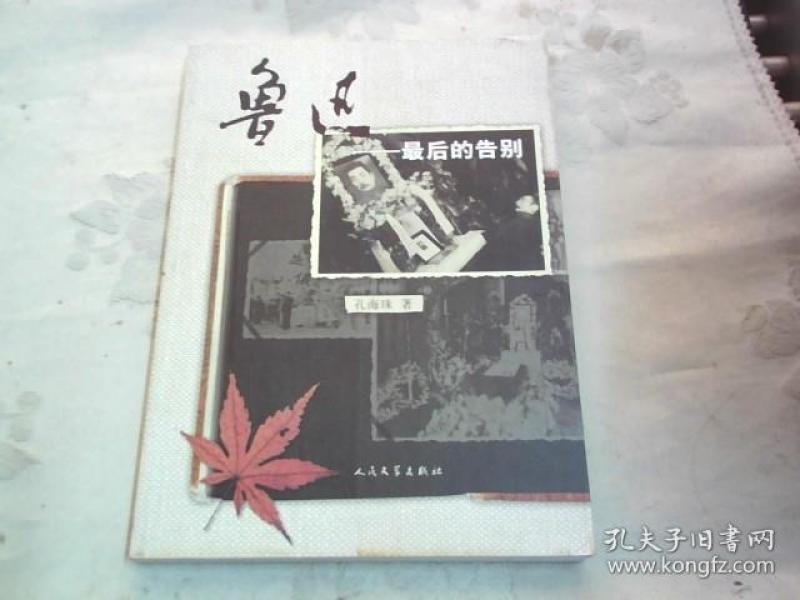 鲁迅
——最后的告别
孔海珠 著
人民文学出版社
孔夫子旧书网
www.kongfz.com